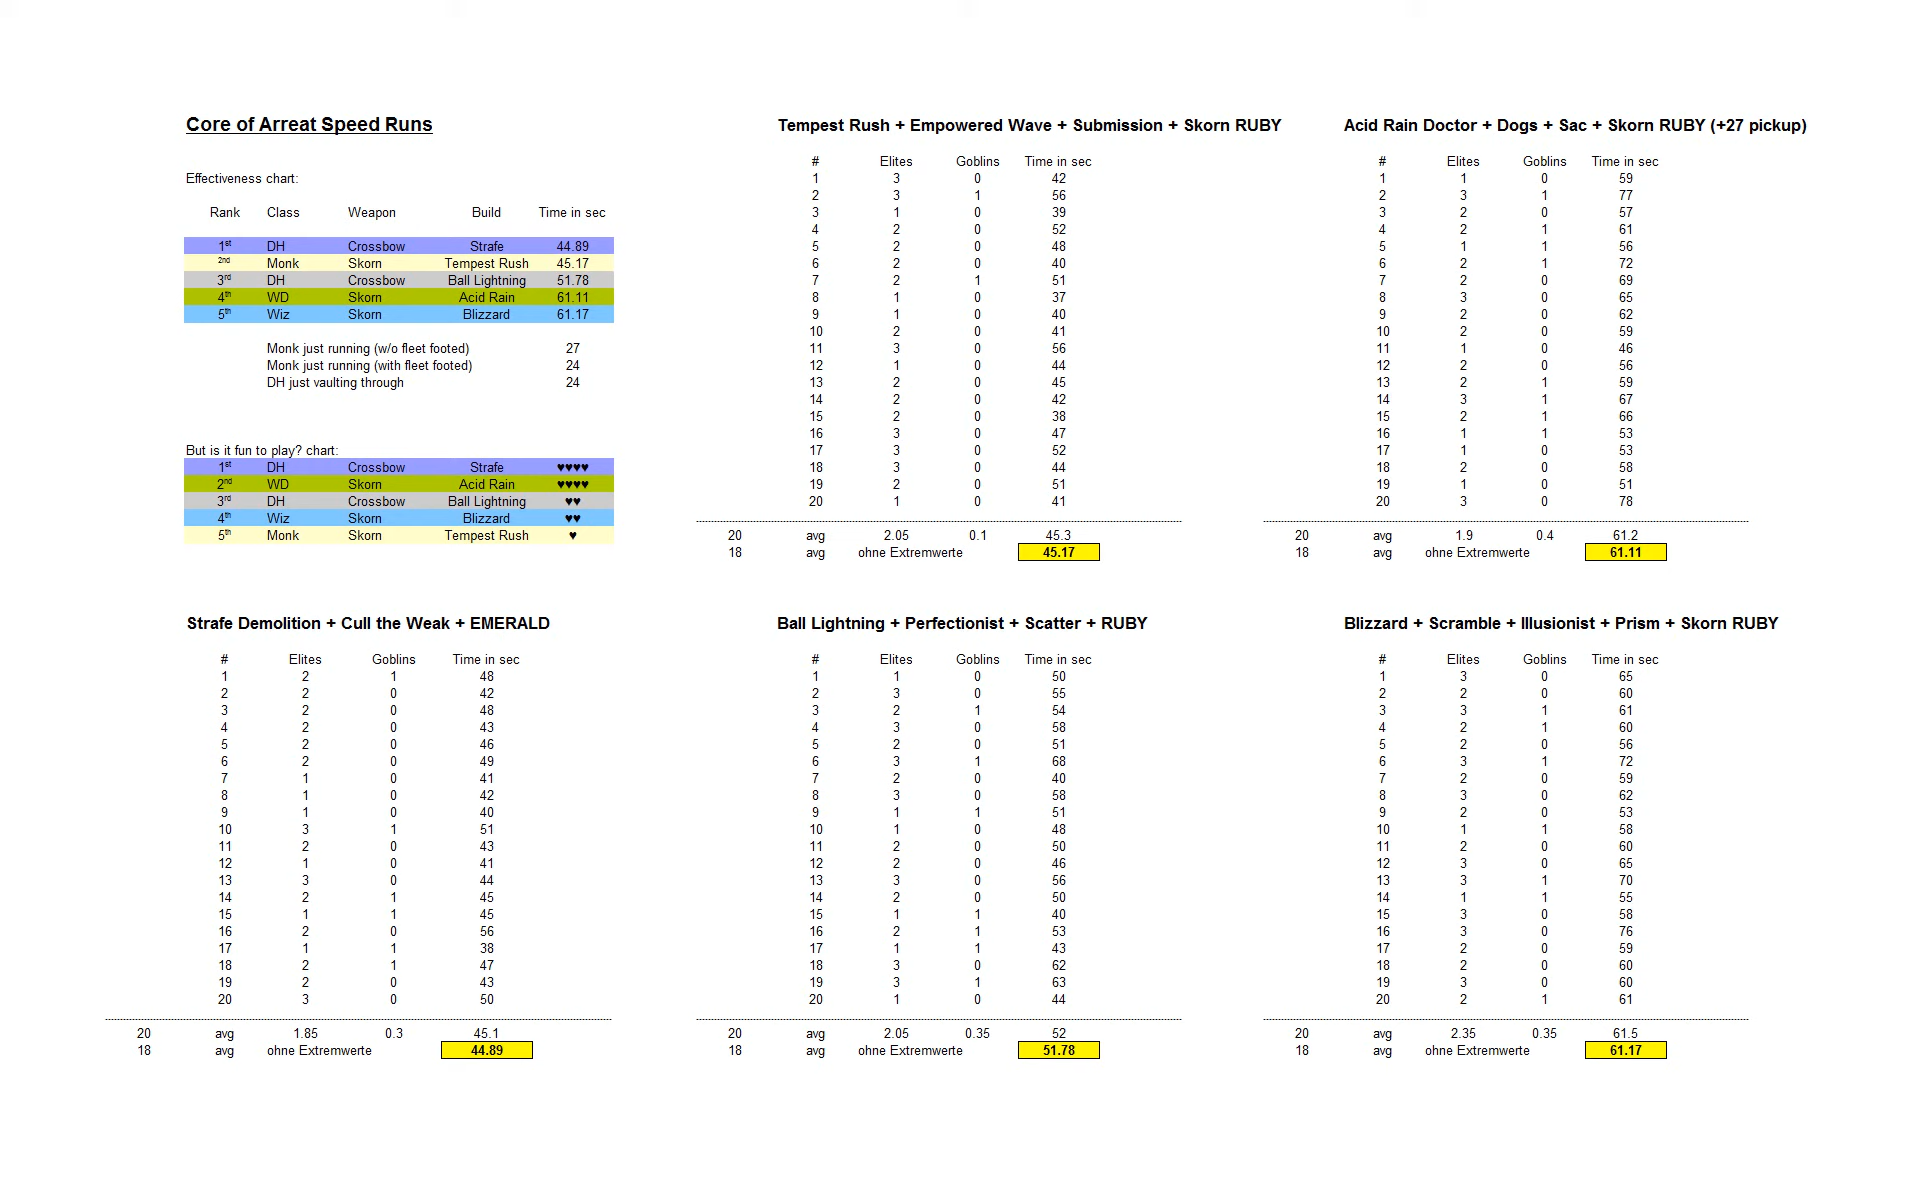 Core of Arreat Speed Runs
Effectiveness chart:
Rank Class Weapon Build Time in sec
1st DH Crossbow Strafe 44.89
2nd Monk Skorn Tempest Rush 45.17
3rd DH Crossbow Ball Lightning 51.78
4th WD Skorn Acid Rain 61.11
5th Wiz Skorn Blizzard 61.17
Monk just running (w/o fleet footed) 27
Monk just running (with fleet footed) 24
DH just vaulting through 24
But is it fun to play? chart:
1st DH Crossbow Strafe ♥♥♥♥
2nd WD Skorn Acid Rain ♥♥♥♥
3rd DH Crossbow Ball Lightning ♥♥
4th Wiz Skorn Blizzard ♥♥
5th Monk Skorn Tempest Rush ♥
Tempest Rush + Empowered Wave + Submission + Skorn RUBY
# Elites Goblins Time in sec
1 3 0 42
2 3 1 56
3 1 0 39
4 2 0 52
5 2 0 48
6 2 0 40
7 2 1 51
8 1 0 37
9 1 0 40
10 2 0 41
11 3 0 56
12 1 0 44
13 2 0 45
14 2 0 42
15 2 0 38
16 3 0 47
17 3 0 52
18 3 0 44
19 2 0 51
20 1 0 41
20 avg 2.05 0.1 45.3
18 avg ohne Extremwerte 45.17
Acid Rain Doctor + Dogs + Sac + Skorn RUBY (+27 pickup)
# Elites Goblins Time in sec
1 1 0 59
2 3 1 77
3 2 0 57
4 2 1 61
5 1 1 56
6 2 1 72
7 2 0 69
8 3 0 65
9 2 0 62
10 2 0 59
11 1 0 46
12 2 0 56
13 2 1 59
14 3 1 67
15 2 1 66
16 1 1 53
17 1 0 53
18 2 0 58
19 1 0 51
20 3 0 78
20 avg 1.9 0.4 61.2
18 avg ohne Extremwerte 61.11
Strafe Demolition + Cull the Weak + EMERALD
# Elites Goblins Time in sec
1 2 1 48
2 2 0 42
3 2 0 48
4 2 0 43
5 2 0 46
6 2 0 49
7 1 0 41
8 1 0 42
9 1 0 40
10 3 1 51
11 2 0 43
12 1 0 41
13 3 0 44
14 2 1 45
15 1 1 45
16 2 0 56
17 1 1 38
18 2 1 47
19 2 0 43
20 3 0 50
20 avg 1.85 0.3 45.1
18 avg ohne Extremwerte 44.89
Ball Lightning + Perfectionist + Scatter + RUBY
# Elites Goblins Time in sec
1 1 0 50
2 3 0 55
3 2 1 54
4 3 0 58
5 2 0 51
6 3 1 68
7 2 0 40
8 3 0 58
9 1 1 51
10 1 0 48
11 2 0 50
12 2 0 46
13 3 0 56
14 2 0 50
15 1 1 40
16 2 1 53
17 1 1 43
18 3 0 62
19 3 1 63
20 1 0 44
20 avg 2.05 0.35 52
18 avg ohne Extremwerte 51.78
Blizzard + Scramble + Illusionist + Prism + Skorn RUBY
# Elites Goblins Time in sec
1 3 0 65
2 2 0 60
3 3 1 61
4 2 1 60
5 2 0 56
6 3 1 72
7 2 0 59
8 3 0 62
9 2 0 53
10 1 1 58
11 2 0 60
12 3 0 65
13 3 1 70
14 1 1 55
15 3 0 58
16 3 0 76
17 2 0 59
18 2 0 60
19 3 0 60
20 2 1 61
20 avg 2.35 0.35 61.5
18 avg ohne Extremwerte 61.17